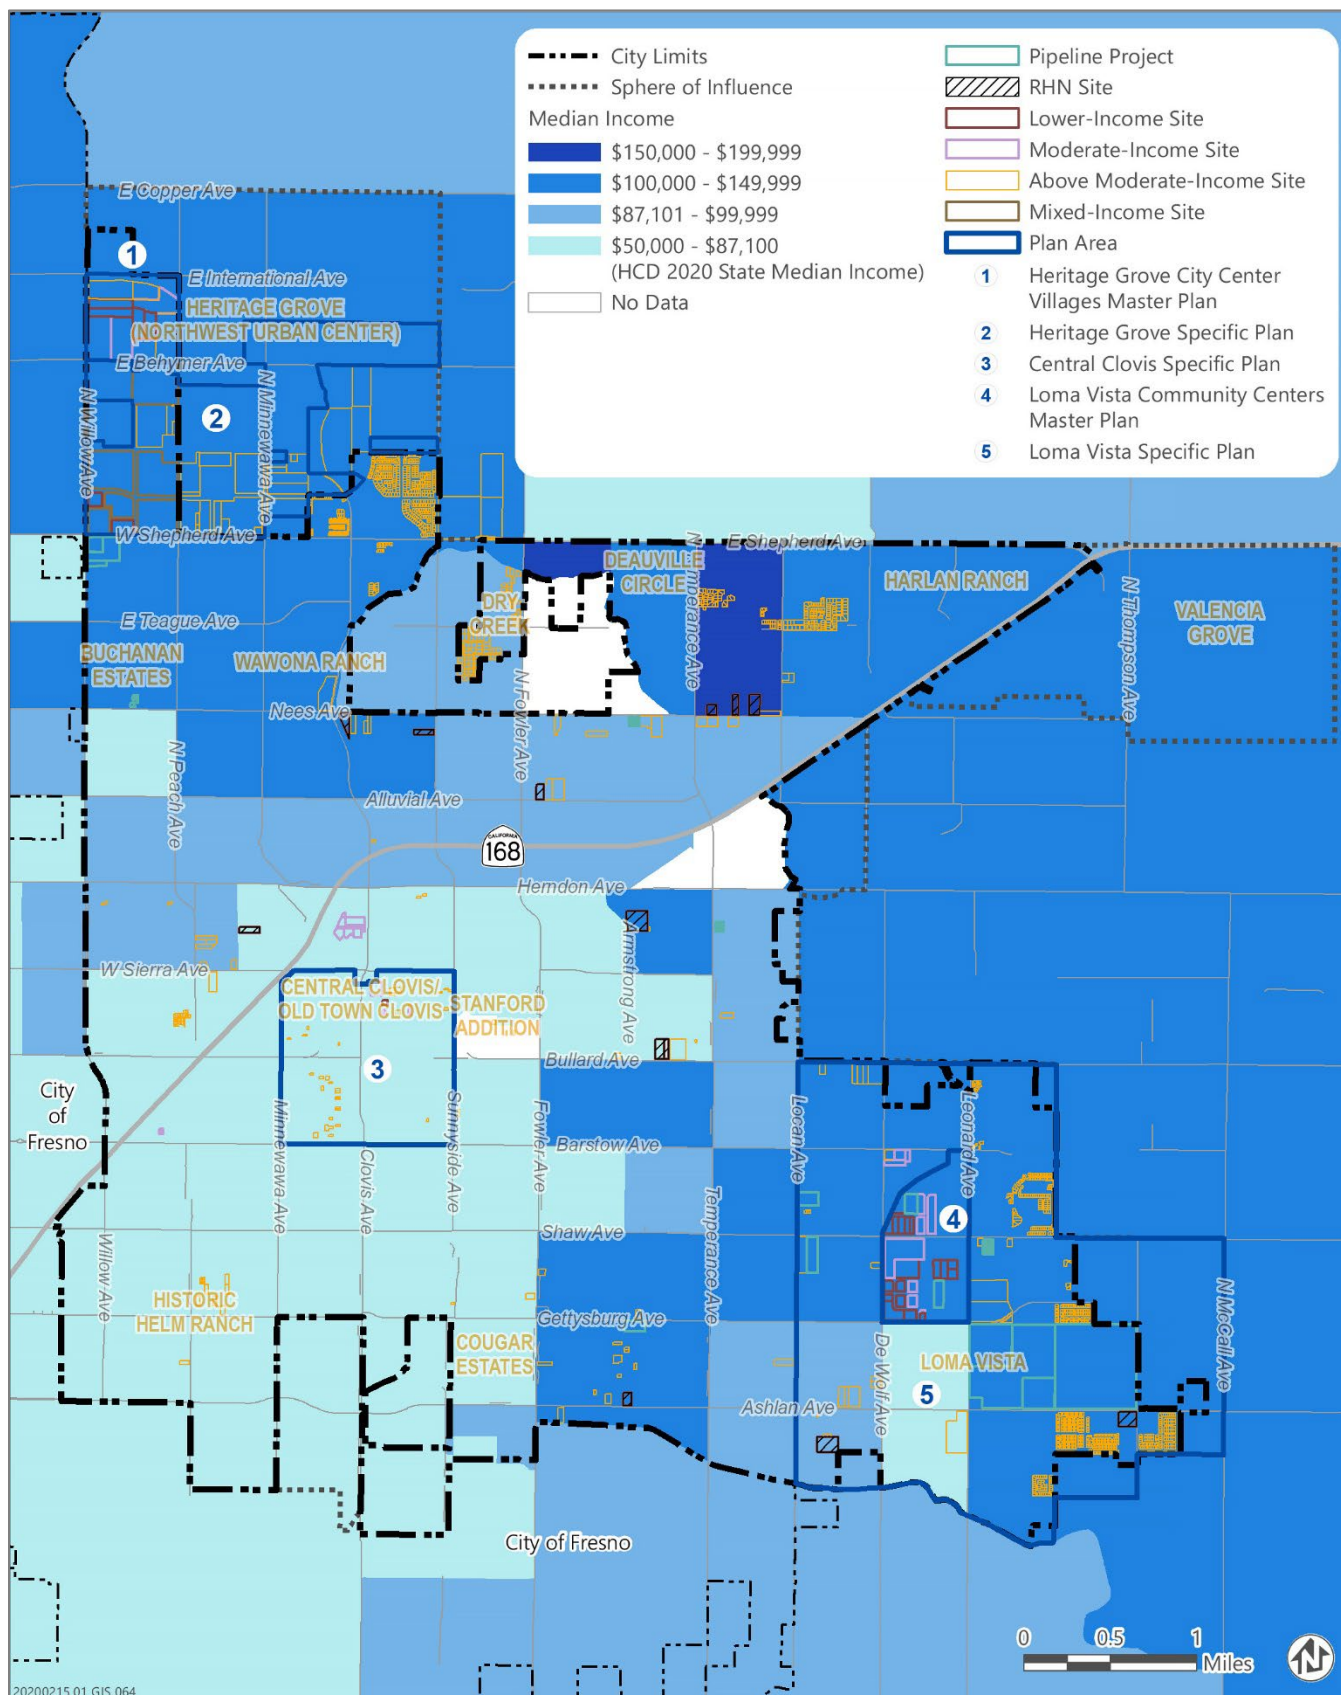 City Limits
Sphere of Influence
Median Income
$150,000 - $199,999
$100,000 - $149,999
$87,101 - $99,999
$50,000 - $87,100
(HCD 2020 State Median Income)
No Data
Pipeline Project
RHN Site
Lower-Income Site
Moderate-Income Site
Above Moderate-Income Site
Mixed-Income Site
Plan Area
1 Heritage Grove City Center
Villages Master Plan
2 Heritage Grove Specific Plan
3 Central Clovis Specific Plan
4 Loma Vista Community Centers
Master Plan
5 Loma Vista Specific Plan
E Copper Ave
1
E International Ave
HERITAGE GROVE
(NORTHWEST URBAN CENTER)
E Behymer Ave
N Willow Ave
2
N Minnewawa Ave
W Shepherd Ave
E Shepherd Ave
DEAUVILLE
CIRCLE
N Temperance Ave
HARLAN RANCH
N Thompson Ave
VALENCIA
GROVE
DRY
CREEK
E Teague Ave
BUCHANAN
ESTATES
WAWONA RANCH
N Fowler Ave
Nees Ave
N Peach Ave
Alluvial Ave
CALIFORNIA
168
Herndon Ave
Armstrong Ave
W Sierra Ave
CENTRAL CLOVIS/
OLD TOWN CLOVIS
STANFORD
ADDITION
3
Bullard Ave
City
of
Fresno
Minnewawa Ave
Clovis Ave
Sunnyside Ave
Fowler Ave
Barstow Ave
Locan Ave
Leonard Ave
Temperance Ave
4
Shaw Ave
Willow Ave
HISTORIC
HELM RANCH
Gettysburg Ave
COUGAR
ESTATES
De Wolf Ave
LOMA VISTA
N McCall Ave
5
Ashlan Ave
City of Fresno
0 0.5 1
Miles
N
20200215.01 GIS 064